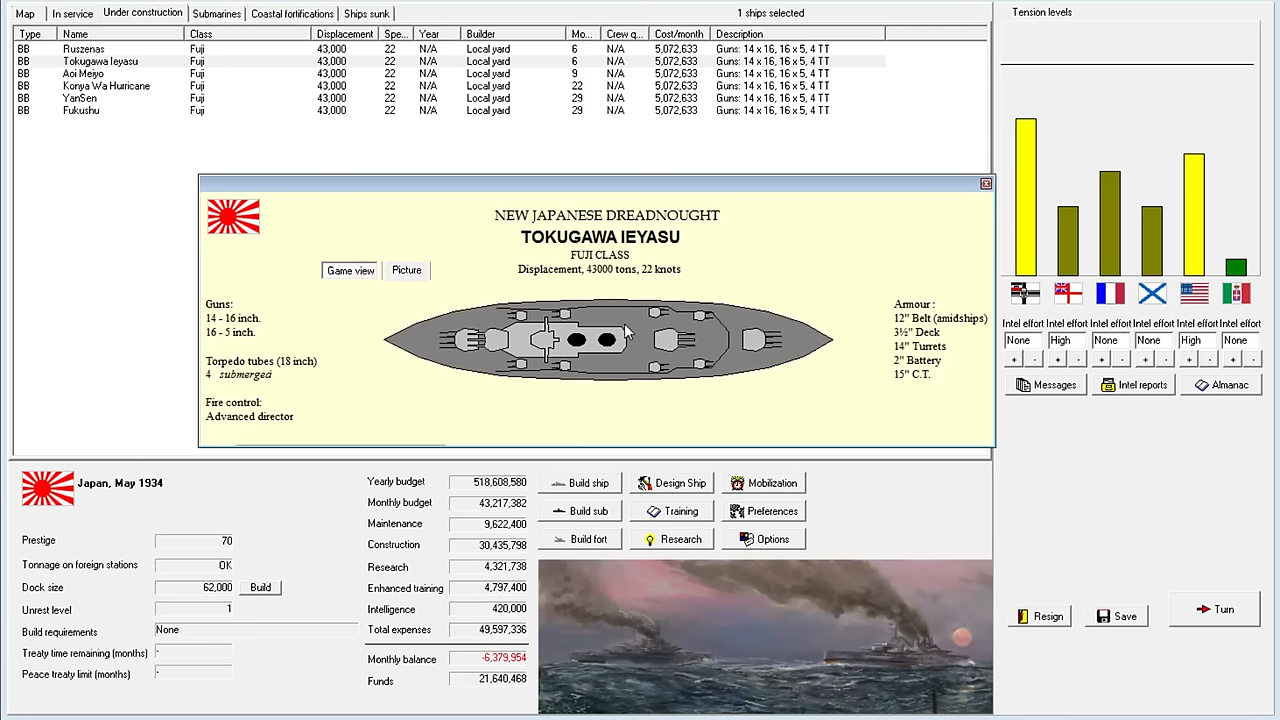 Map In service Under construction Submarines Coastal fortifications Ships sunk 1 ships selected
Type Name Class Displacement Spe... Year Builder Mo... Crew q... Cost/month Description
BB Ruszenas Fuji 43,000 22 N/A Local yard 6 N/A 5,072,633 Guns: 14 x 16, 16 x 5, 4 TT
BB Tokugawa Ieyasu Fuji 43,000 22 N/A Local yard 6 N/A 5,072,633 Guns: 14 x 16, 16 x 5, 4 TT
BB Aoi Meiyo Fuji 43,000 22 N/A Local yard 9 N/A 5,072,633 Guns: 14 x 16, 16 x 5, 4 TT
BB Konya Wa Hurricane Fuji 43,000 22 N/A Local yard 22 N/A 5,072,633 Guns: 14 x 16, 16 x 5, 4 TT
BB YanSen Fuji 43,000 22 N/A Local yard 29 N/A 5,072,633 Guns: 14 x 16, 16 x 5, 4 TT
BB Fukushu Fuji 43,000 22 N/A Local yard 29 N/A 5,072,633 Guns: 14 x 16, 16 x 5, 4 TT
NEW JAPANESE DREADNOUGHT
TOKUGAWA IEYASU
FUJI CLASS
Displacement, 43000 tons, 22 knots
Game view Picture
Guns:
14 - 16 inch.
16 - 5 inch.
Torpedo tubes (18 inch)
4 submerged
Fire control:
Advanced director
Armour :
12" Belt (amidships)
3½" Deck
14" Turrets
2" Battery
15" C.T.
Tension levels
Intel effort Intel effort Intel effort Intel effort Intel effort Intel effort
None High None None High None
+ - + - + - + - + - + -
Messages Intel reports Almanac
Japan, May 1934
Prestige 70
Tonnage on foreign stations OK
Dock size 62,000 Build
Unrest level 1
Build requirements None
Treaty time remaining (months) -
Peace treaty limit (months) -
Yearly budget 518,608,580
Monthly budget 43,217,382
Maintenance 9,622,400
Construction 30,435,798
Research 4,321,738
Enhanced training 4,797,400
Intelligence 420,000
Total expenses 49,597,336
Monthly balance -6,379,954
Funds 21,640,468
Build ship Design Ship Mobilization
Build sub Training Preferences
Build fort Research Options
Resign Save Turn